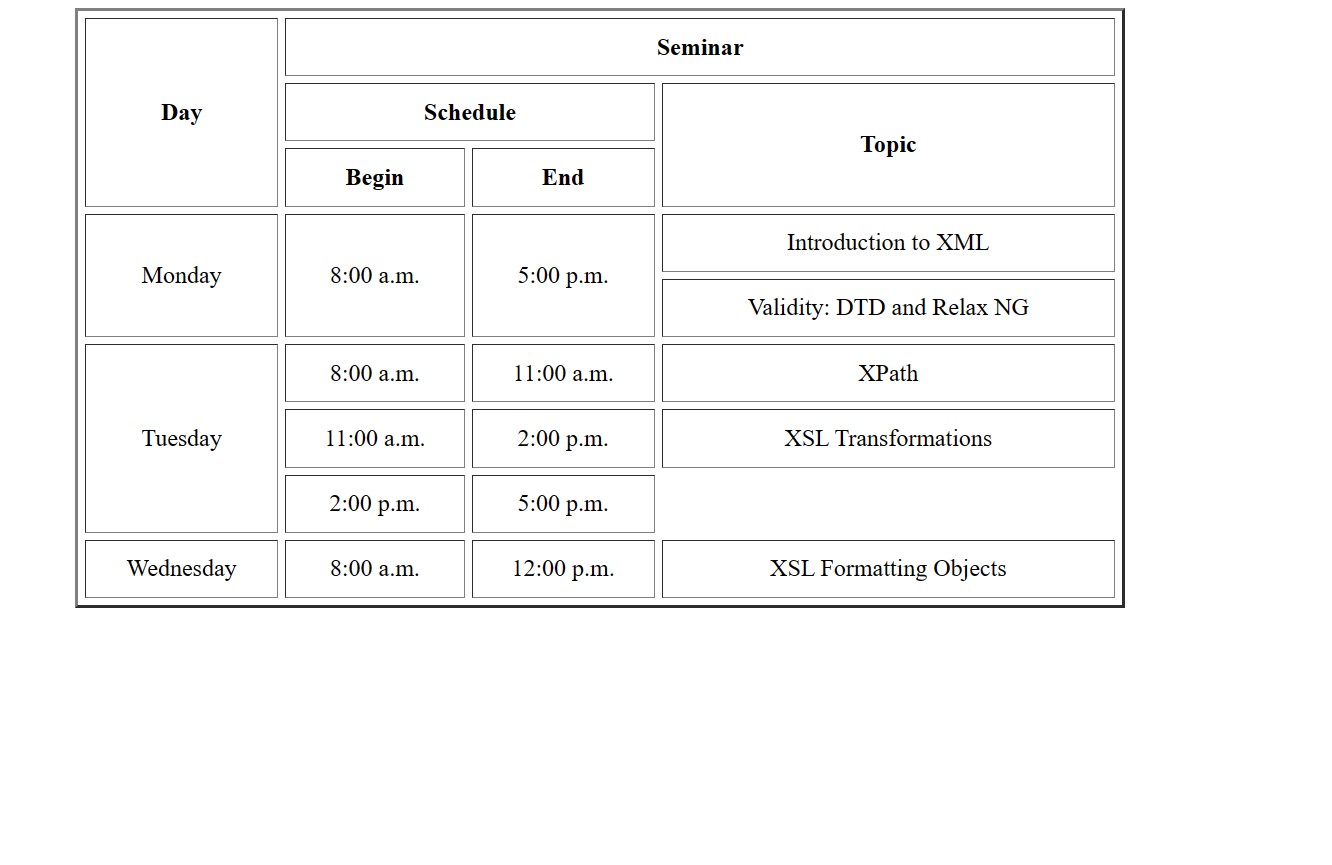 Day
Seminar
Schedule
Topic
Begin
End
Monday
8:00 a.m.
5:00 p.m.
Introduction to XML
Validity: DTD and Relax NG
Tuesday
8:00 a.m.
11:00 a.m.
XPath
11:00 a.m.
2:00 p.m.
XSL Transformations
2:00 p.m.
5:00 p.m.
Wednesday
8:00 a.m.
12:00 p.m.
XSL Formatting Objects